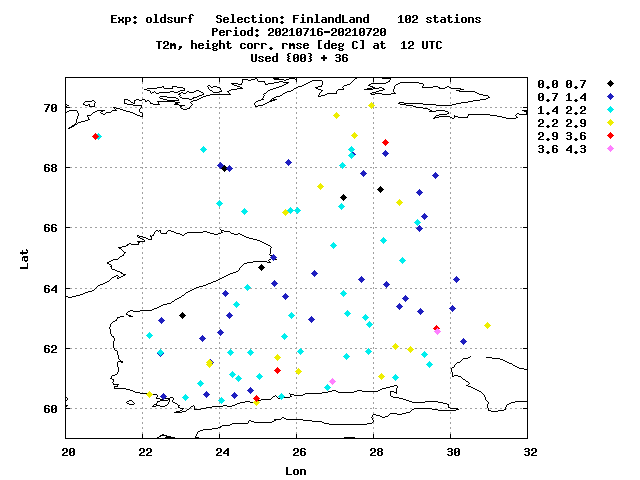 Exp: oldsurf   Selection: FinlandLand    102 stations
Period: 20210716-20210720
T2m, height corr. rmse [deg C] at  12 UTC
Used {00} + 36
0.0 0.7
0.7 1.4
1.4 2.2
2.2 2.9
2.9 3.6
3.6 4.3
70
68
66
64
62
60
Lat
20 22 24 26 28 30 32
Lon